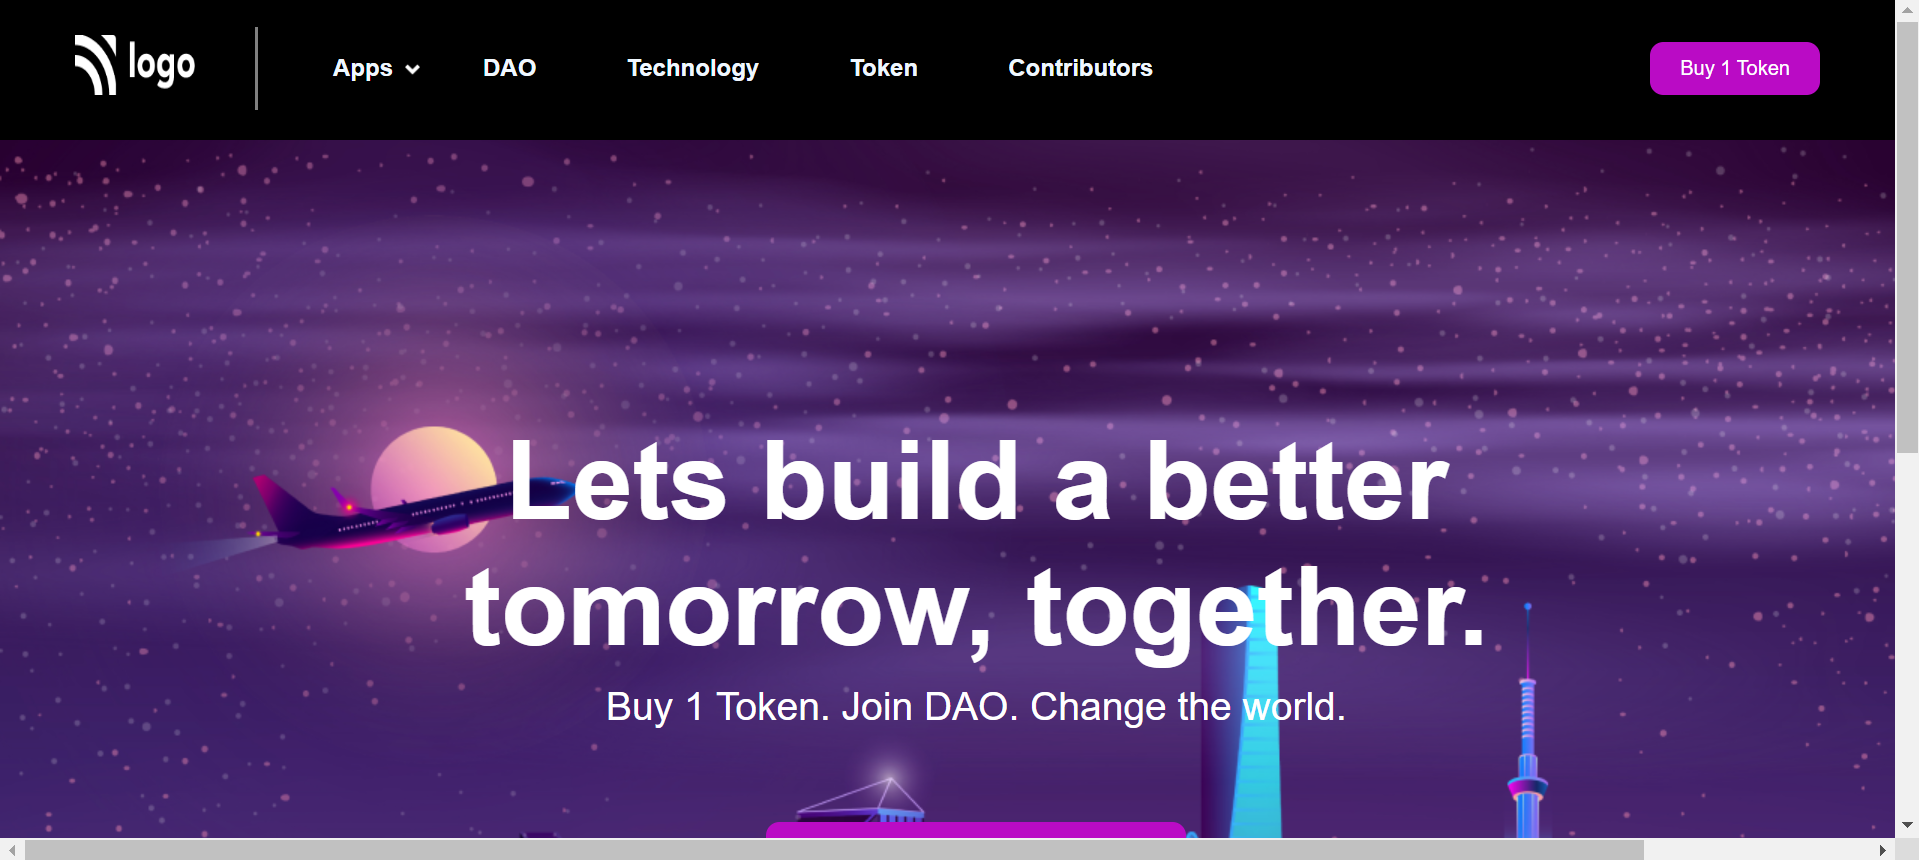 logo
Apps
DAO
Technology
Token
Contributors
Buy 1 Token
Lets build a better
tomorrow, together.
Buy 1 Token. Join DAO. Change the world.